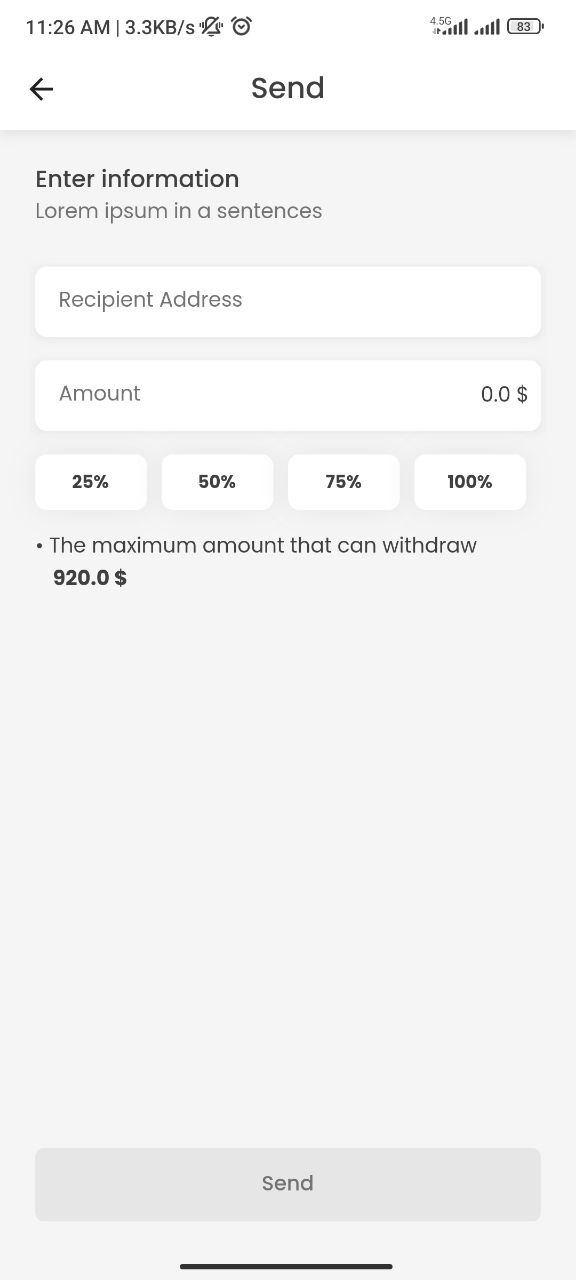 11:26 AM | 3.3KB/s 4.5G 83
Send
Enter information
Lorem ipsum in a sentences
Recipient Address
Amount 0.0 $
25% 50% 75% 100%
• The maximum amount that can withdraw
920.0 $
Send